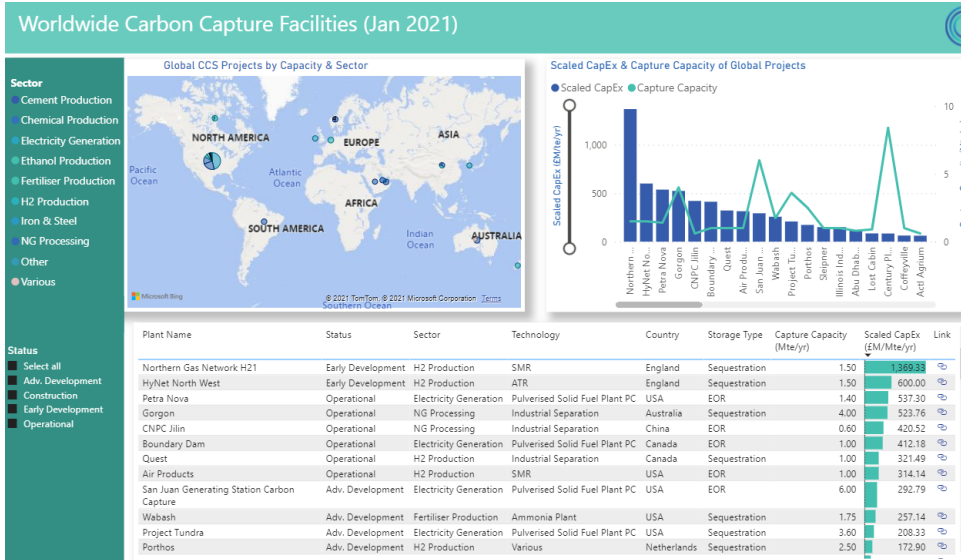 Worldwide Carbon Capture Facilities (Jan 2021)
Sector
Cement Production
Chemical Production
Electricity Generation
Ethanol Production
Fertiliser Production
H2 Production
Iron & Steel
NG Processing
Other
Various
Global CCS Projects by Capacity & Sector
NORTH AMERICA
EUROPE
ASIA
Pacific
Ocean
Atlantic
Ocean
AFRICA
SOUTH AMERICA
Indian
Ocean
AUSTRALIA
Microsoft Bing
© 2021 TomTom, © 2021 Microsoft Corporation Terms
Southern Ocean
Scaled CapEx & Capture Capacity of Global Projects
Scaled CapEx Capture Capacity
Scaled CapEx (£M/te/yr)
1,000
500
0
10
5
0
Northern ...
HyNet No...
Petra Nova
Gorgon
CNPC Jilin
Boundary ...
Quest
Air Produ...
San Juan ...
Wabash
Project Tu...
Porthos
Sleipner
Illinois Ind...
Abu Dhab...
Lost Cabin
Century Pl...
Coffeyville
Actl Agrium
Status
Select all
Adv. Development
Construction
Early Development
Operational
Plant Name Status Sector Technology Country Storage Type Capture Capacity (Mte/yr) Scaled CapEx (£M/Mte/yr) Link
Northern Gas Network H21 Early Development H2 Production SMR England Sequestration 1.50 1,369.33
HyNet North West Early Development H2 Production ATR England Sequestration 1.50 600.00
Petra Nova Operational Electricity Generation Pulverised Solid Fuel Plant PC USA EOR 1.40 537.30
Gorgon Operational NG Processing Industrial Separation Australia Sequestration 4.00 523.76
CNPC Jilin Operational NG Processing Industrial Separation China EOR 0.60 420.52
Boundary Dam Operational Electricity Generation Pulverised Solid Fuel Plant PC Canada EOR 1.00 412.18
Quest Operational H2 Production Industrial Separation Canada Sequestration 1.00 321.49
Air Products Operational H2 Production SMR USA EOR 1.00 314.14
San Juan Generating Station Carbon Capture Adv. Development Electricity Generation Pulverised Solid Fuel Plant PC USA EOR 6.00 292.79
Wabash Adv. Development Fertiliser Production Ammonia Plant USA Sequestration 1.75 257.14
Project Tundra Adv. Development Electricity Generation Pulverised Solid Fuel Plant PC USA Sequestration 3.60 208.33
Porthos Adv. Development H2 Production Various Netherlands Sequestration 2.50 172.90